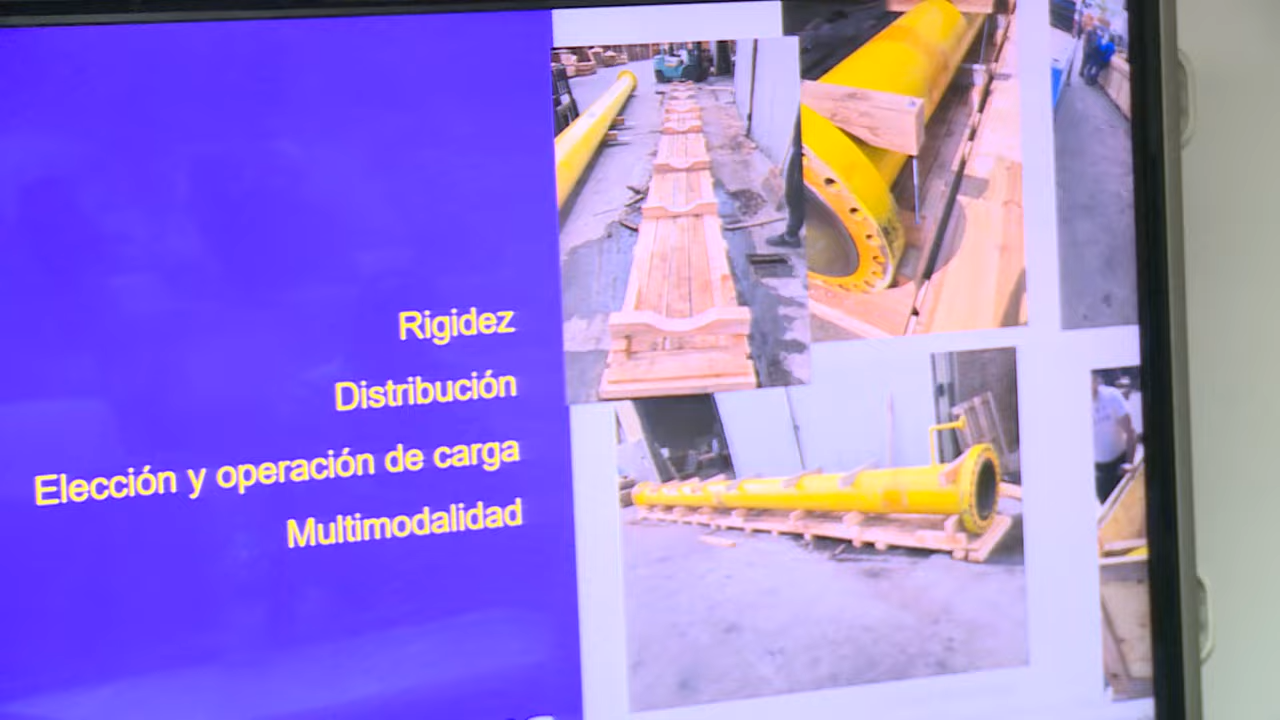 Rigidez
Distribución
Elección y operación de carga
Multimodalidad